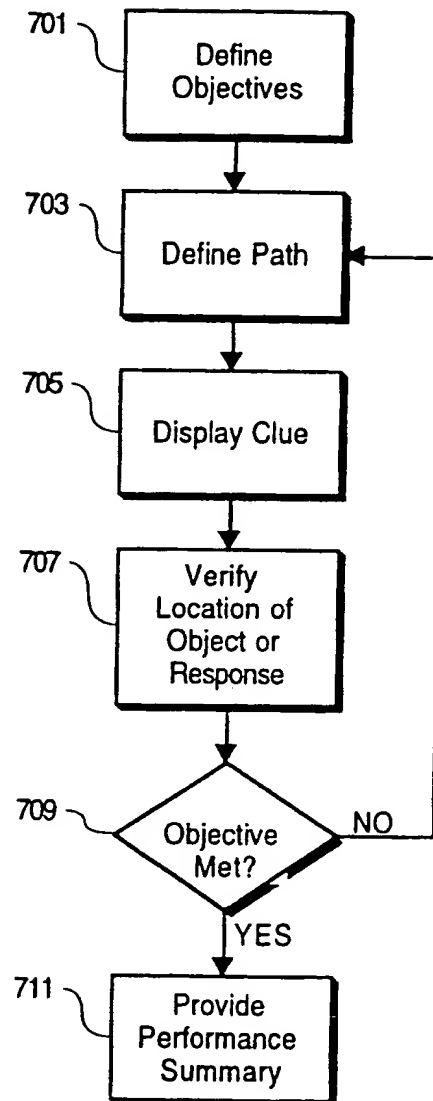 701
Define
Objectives
703
Define Path
705
Display Clue
707
Verify
Location of
Object or
Response
709
Objective
Met?
NO
YES
711
Provide
Performance
Summary